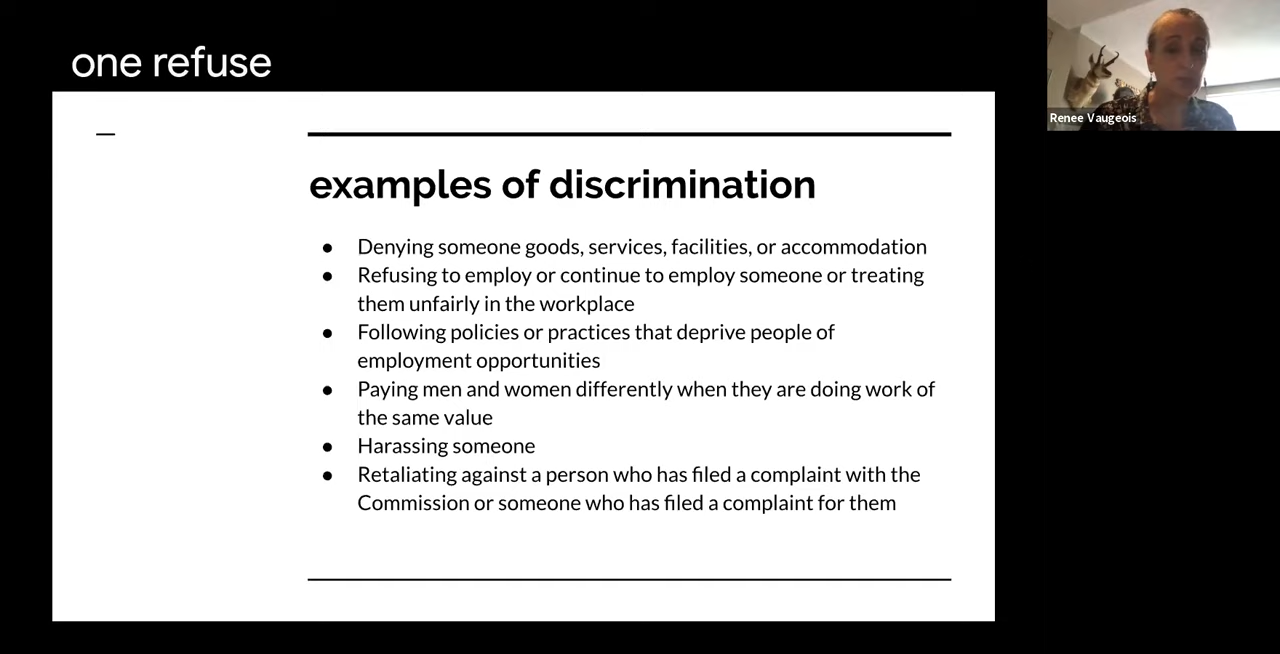 one refuse
Renee Vaugeois
examples of discrimination
● Denying someone goods, services, facilities, or accommodation
● Refusing to employ or continue to employ someone or treating
them unfairly in the workplace
● Following policies or practices that deprive people of
employment opportunities
● Paying men and women differently when they are doing work of
the same value
● Harassing someone
● Retaliating against a person who has filed a complaint with the
Commission or someone who has filed a complaint for them